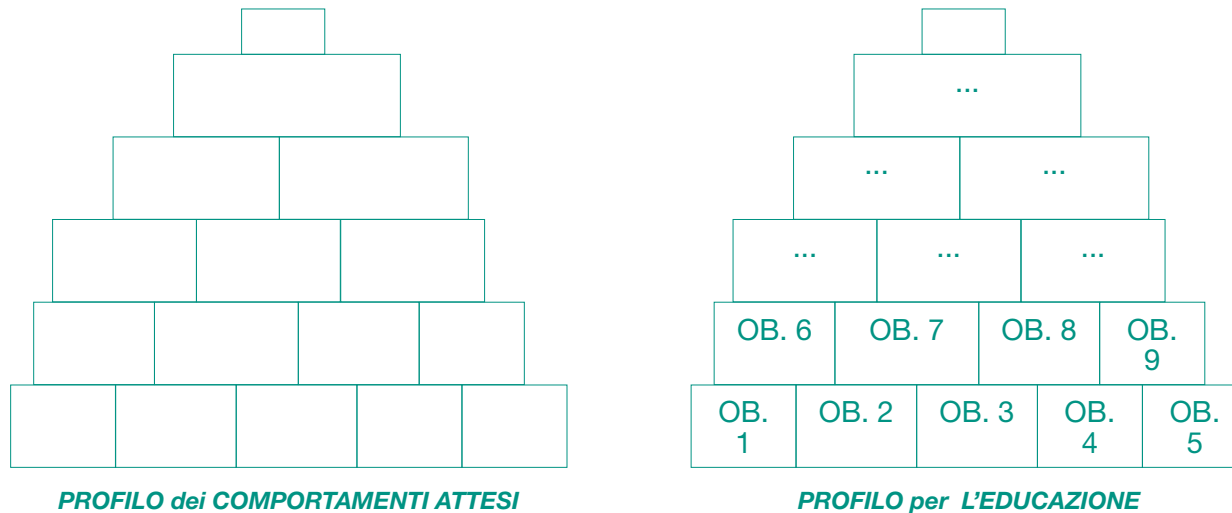 ...
... ...
... ... ...
OB. 6 OB. 7 OB. 8 OB. 9
OB. 1 OB. 2 OB. 3 OB. 4 OB. 5
PROFILO dei COMPORTAMENTI ATTESI
PROFILO per L'EDUCAZIONE